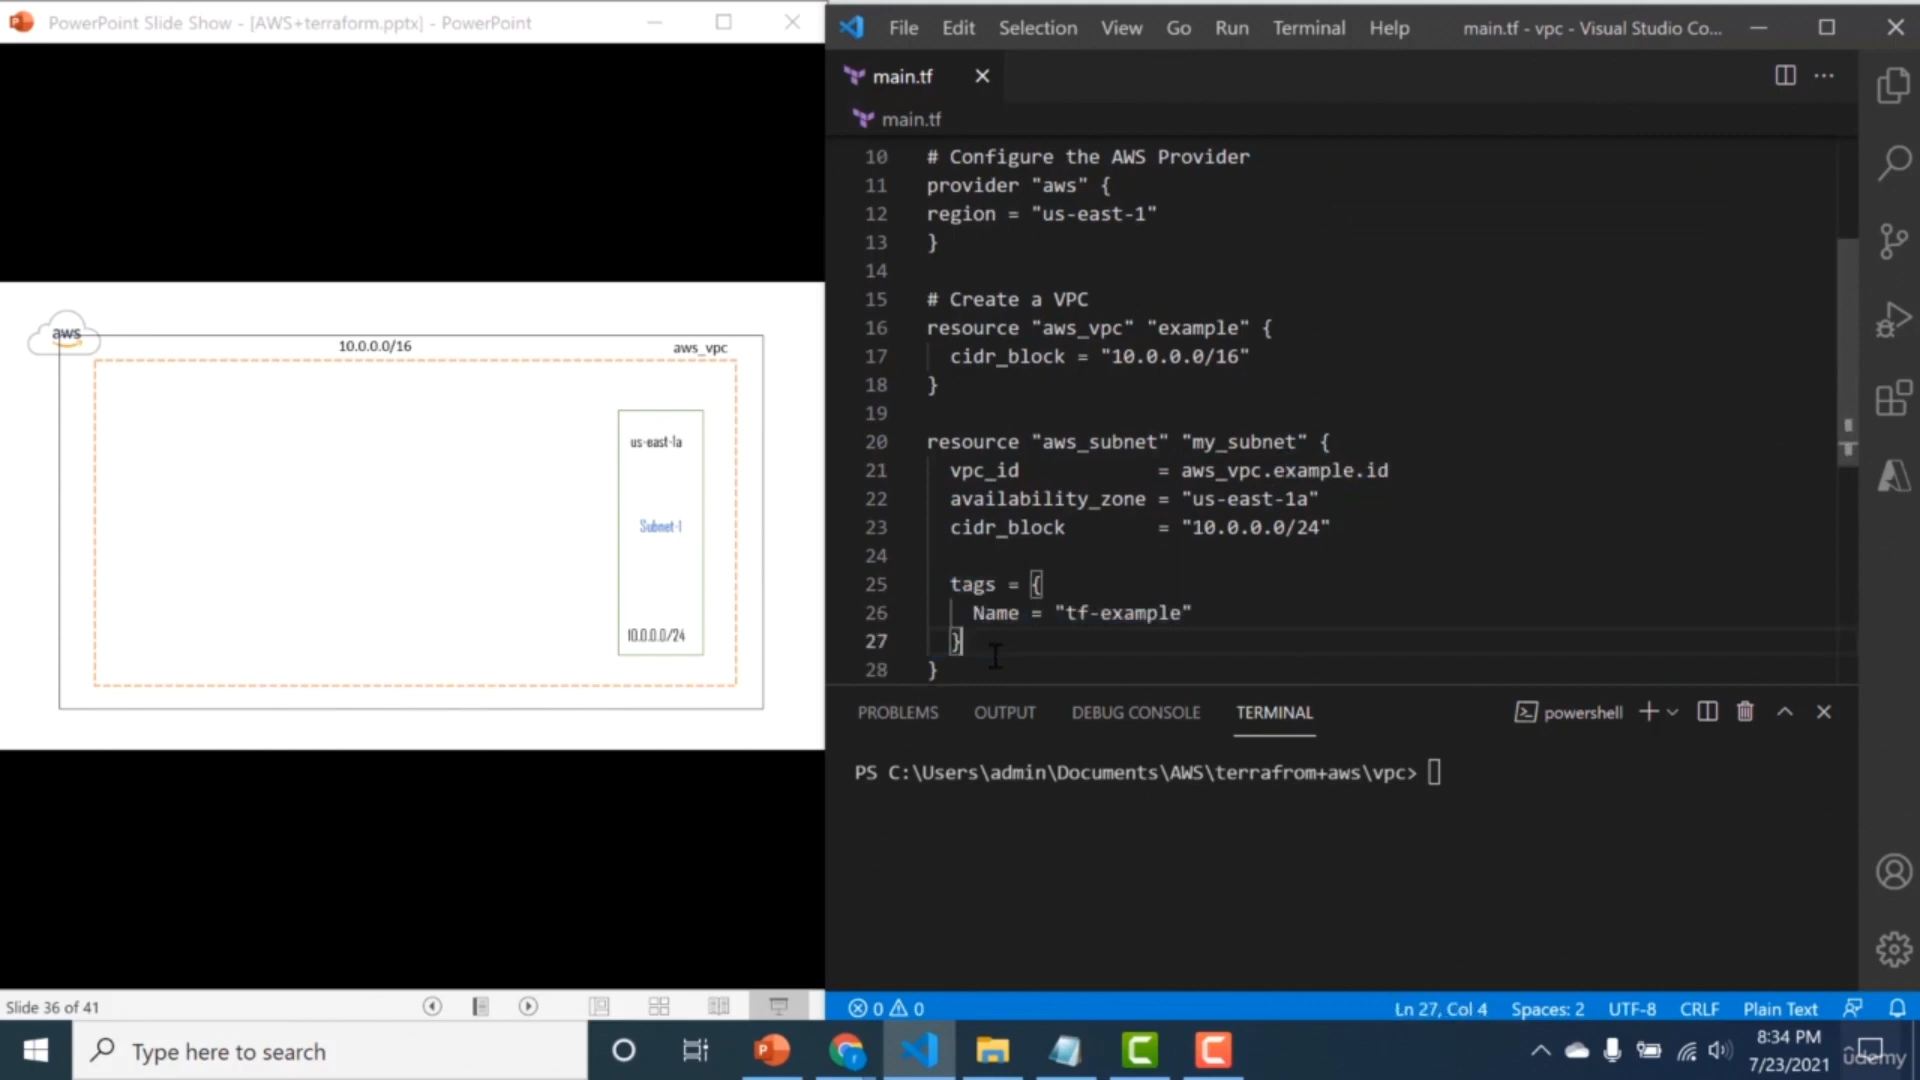 PowerPoint Slide Show - [AWS+terraform.pptx] - PowerPoint
aws
10.0.0.0/16
aws_vpc
us-east-1a
Subnet-1
10.0.0.0/24
Slide 36 of 41
File Edit Selection View Go Run Terminal Help
main.tf - vpc - Visual Studio Co...
main.tf
main.tf
10 # Configure the AWS Provider
11 provider "aws" {
12 region = "us-east-1"
13 }
14
15 # Create a VPC
16 resource "aws_vpc" "example" {
17 cidr_block = "10.0.0.0/16"
18 }
19
20 resource "aws_subnet" "my_subnet" {
21 vpc_id = aws_vpc.example.id
22 availability_zone = "us-east-1a"
23 cidr_block = "10.0.0.0/24"
24
25 tags = {
26 Name = "tf-example"
27 }
28 }
PROBLEMS OUTPUT DEBUG CONSOLE TERMINAL
powershell
PS C:\Users\admin\Documents\AWS\terrafrom+aws\vpc>
0 0
Ln 27, Col 4 Spaces: 2 UTF-8 CRLF Plain Text
Type here to search
8:34 PM
7/23/2021
ûdemy